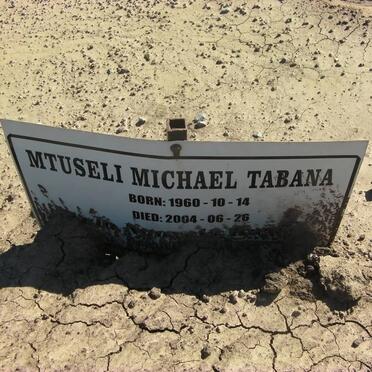 MTUSELI MICHAEL TABANA
BORN: 1960 - 10 - 14
DIED: 2004 - 06 - 26